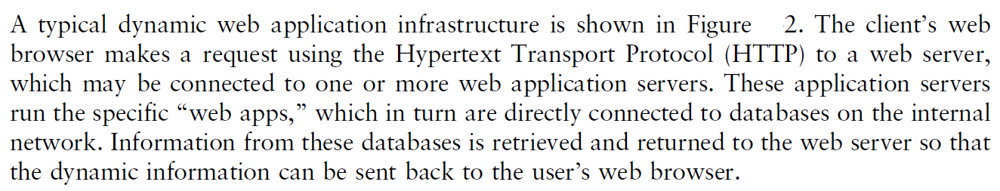 A typical dynamic web application infrastructure is shown in Figure 2. The client’s web
browser makes a request using the Hypertext Transport Protocol (HTTP) to a web server,
which may be connected to one or more web application servers. These application servers
run the specific “web apps,” which in turn are directly connected to databases on the internal
network. Information from these databases is retrieved and returned to the web server so that
the dynamic information can be sent back to the user’s web browser.